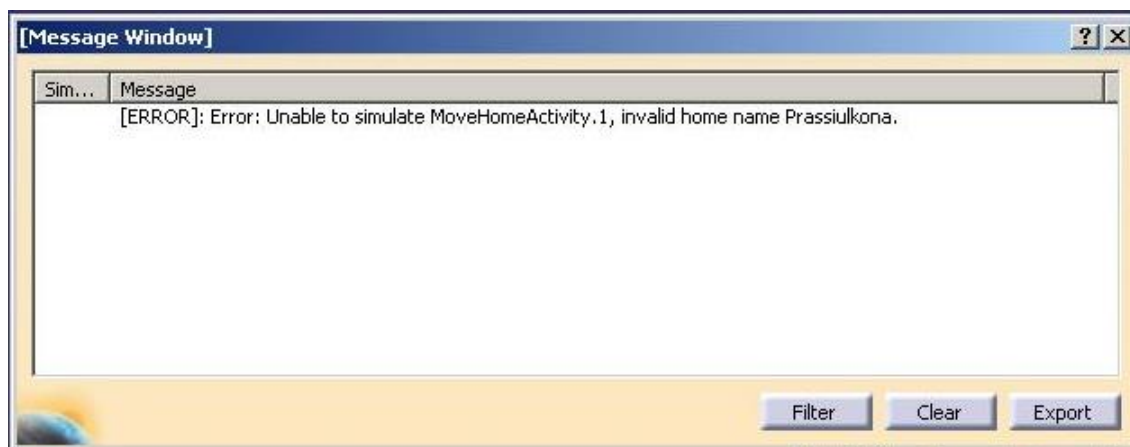 [Message Window]
Sim... Message
[ERROR]: Error: Unable to simulate MoveHomeActivity.1, invalid home name Prassiulkona.
Filter Clear Export